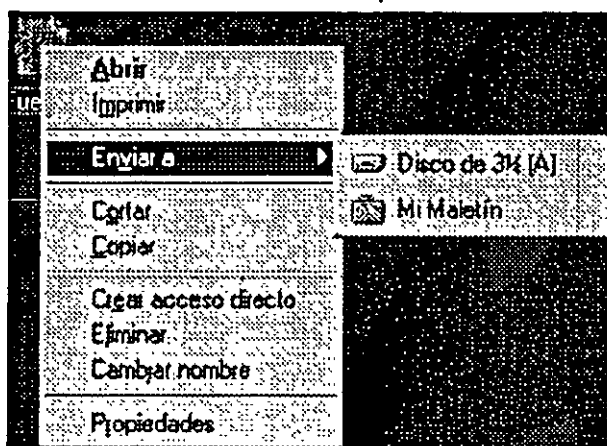 Abrir
Imprimir
Enviar a
Disco de 3½ (A)
Mi Maletín
Cortar
Copiar
Crear acceso directo
Eliminar
Cambiar nombre
Propiedades